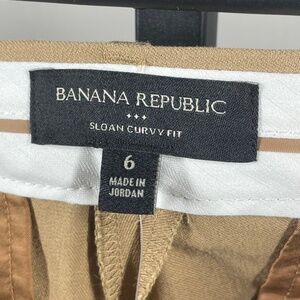 BANANA REPUBLIC
SLOAN CURVY FIT
6
MADE IN
JORDAN